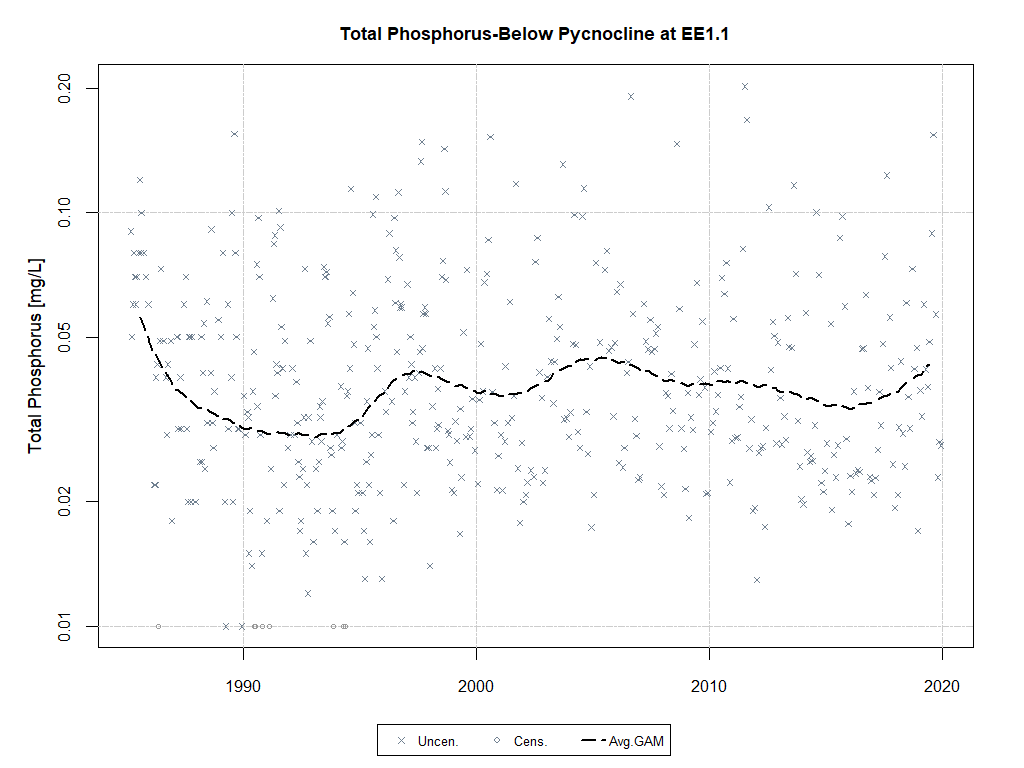 Total Phosphorus-Below Pycnocline at EE1.1
Total Phosphorus [mg/L]
0.20
0.10
0.05
0.02
0.01
1990 2000 2010 2020
Uncen. Cens. Avg.GAM